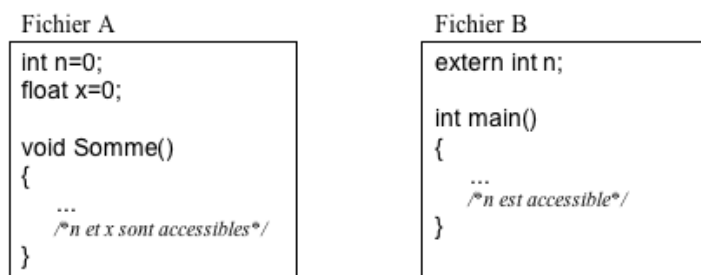 Fichier A
int n=0;
float x=0;
void Somme()
{
...
/*n et x sont accessibles*/
}
Fichier B
extern int n;
int main()
{
...
/*n est accessible*/
}